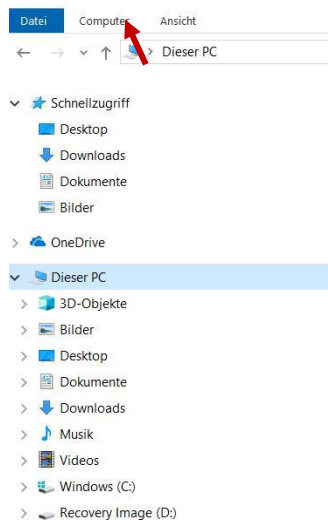 Datei Computer Ansicht
Dieser PC
Schnellzugriff
Desktop
Downloads
Dokumente
Bilder
OneDrive
Dieser PC
3D-Objekte
Bilder
Desktop
Dokumente
Downloads
Musik
Videos
Windows (C:)
Recovery Image (D:)